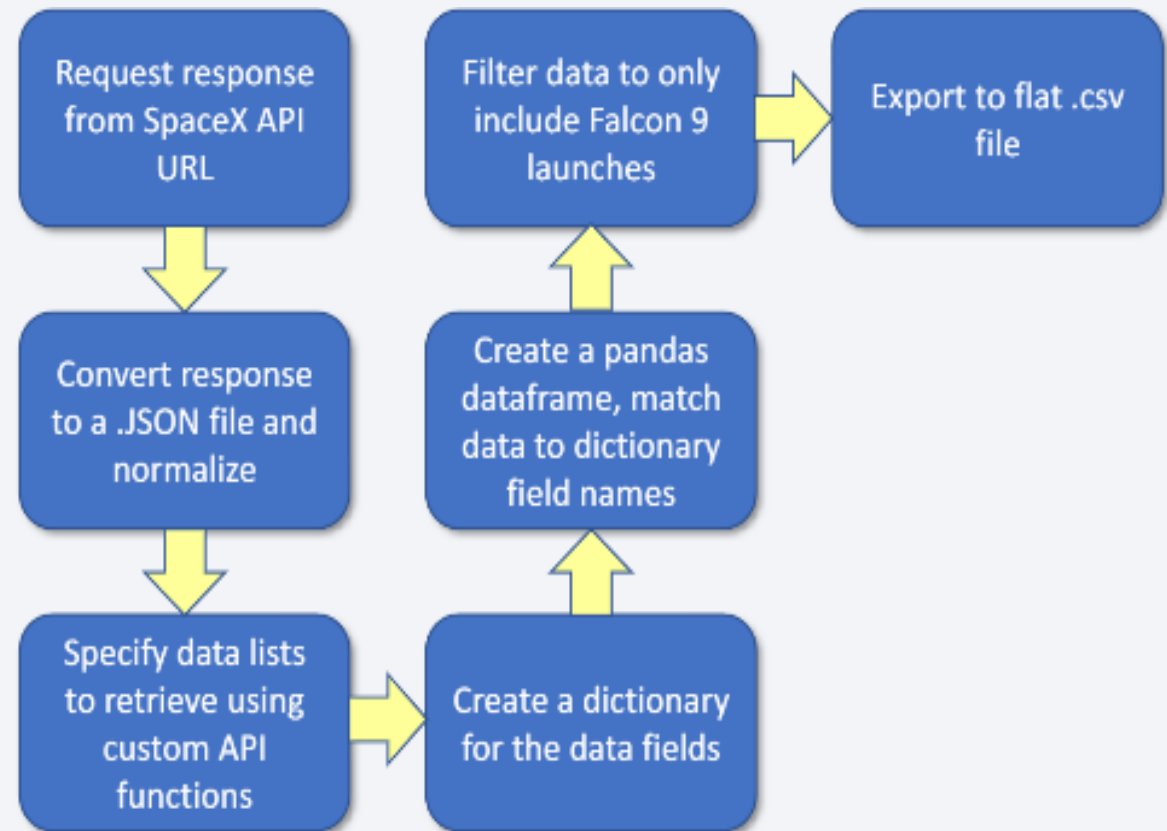 Request response
from SpaceX API
URL
Convert response
to a .JSON file and
normalize
Specify data lists
to retrieve using
custom API
functions
Create a dictionary
for the data fields
Create a pandas
dataframe, match
data to dictionary
field names
Filter data to only
include Falcon 9
launches
Export to flat .csv
file